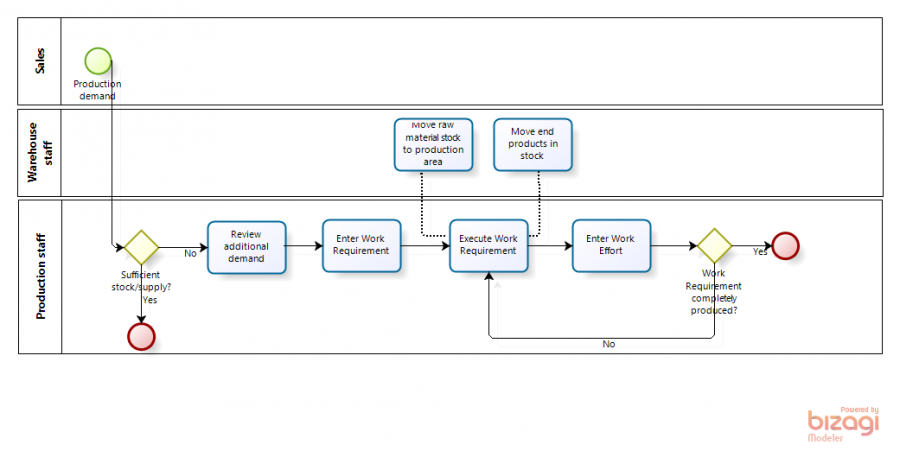 Sales
Production
demand
Warehouse
staff
Move raw
material stock
to production
area
Move end
products in
stock
Production staff
Sufficient
stock/supply?
Yes
No
Review
additional
demand
Enter Work
Requirement
Execute Work
Requirement
Enter Work
Effort
Work
Requirement
completely
produced?
Yes
No
Powered by
bizagi
Modeler